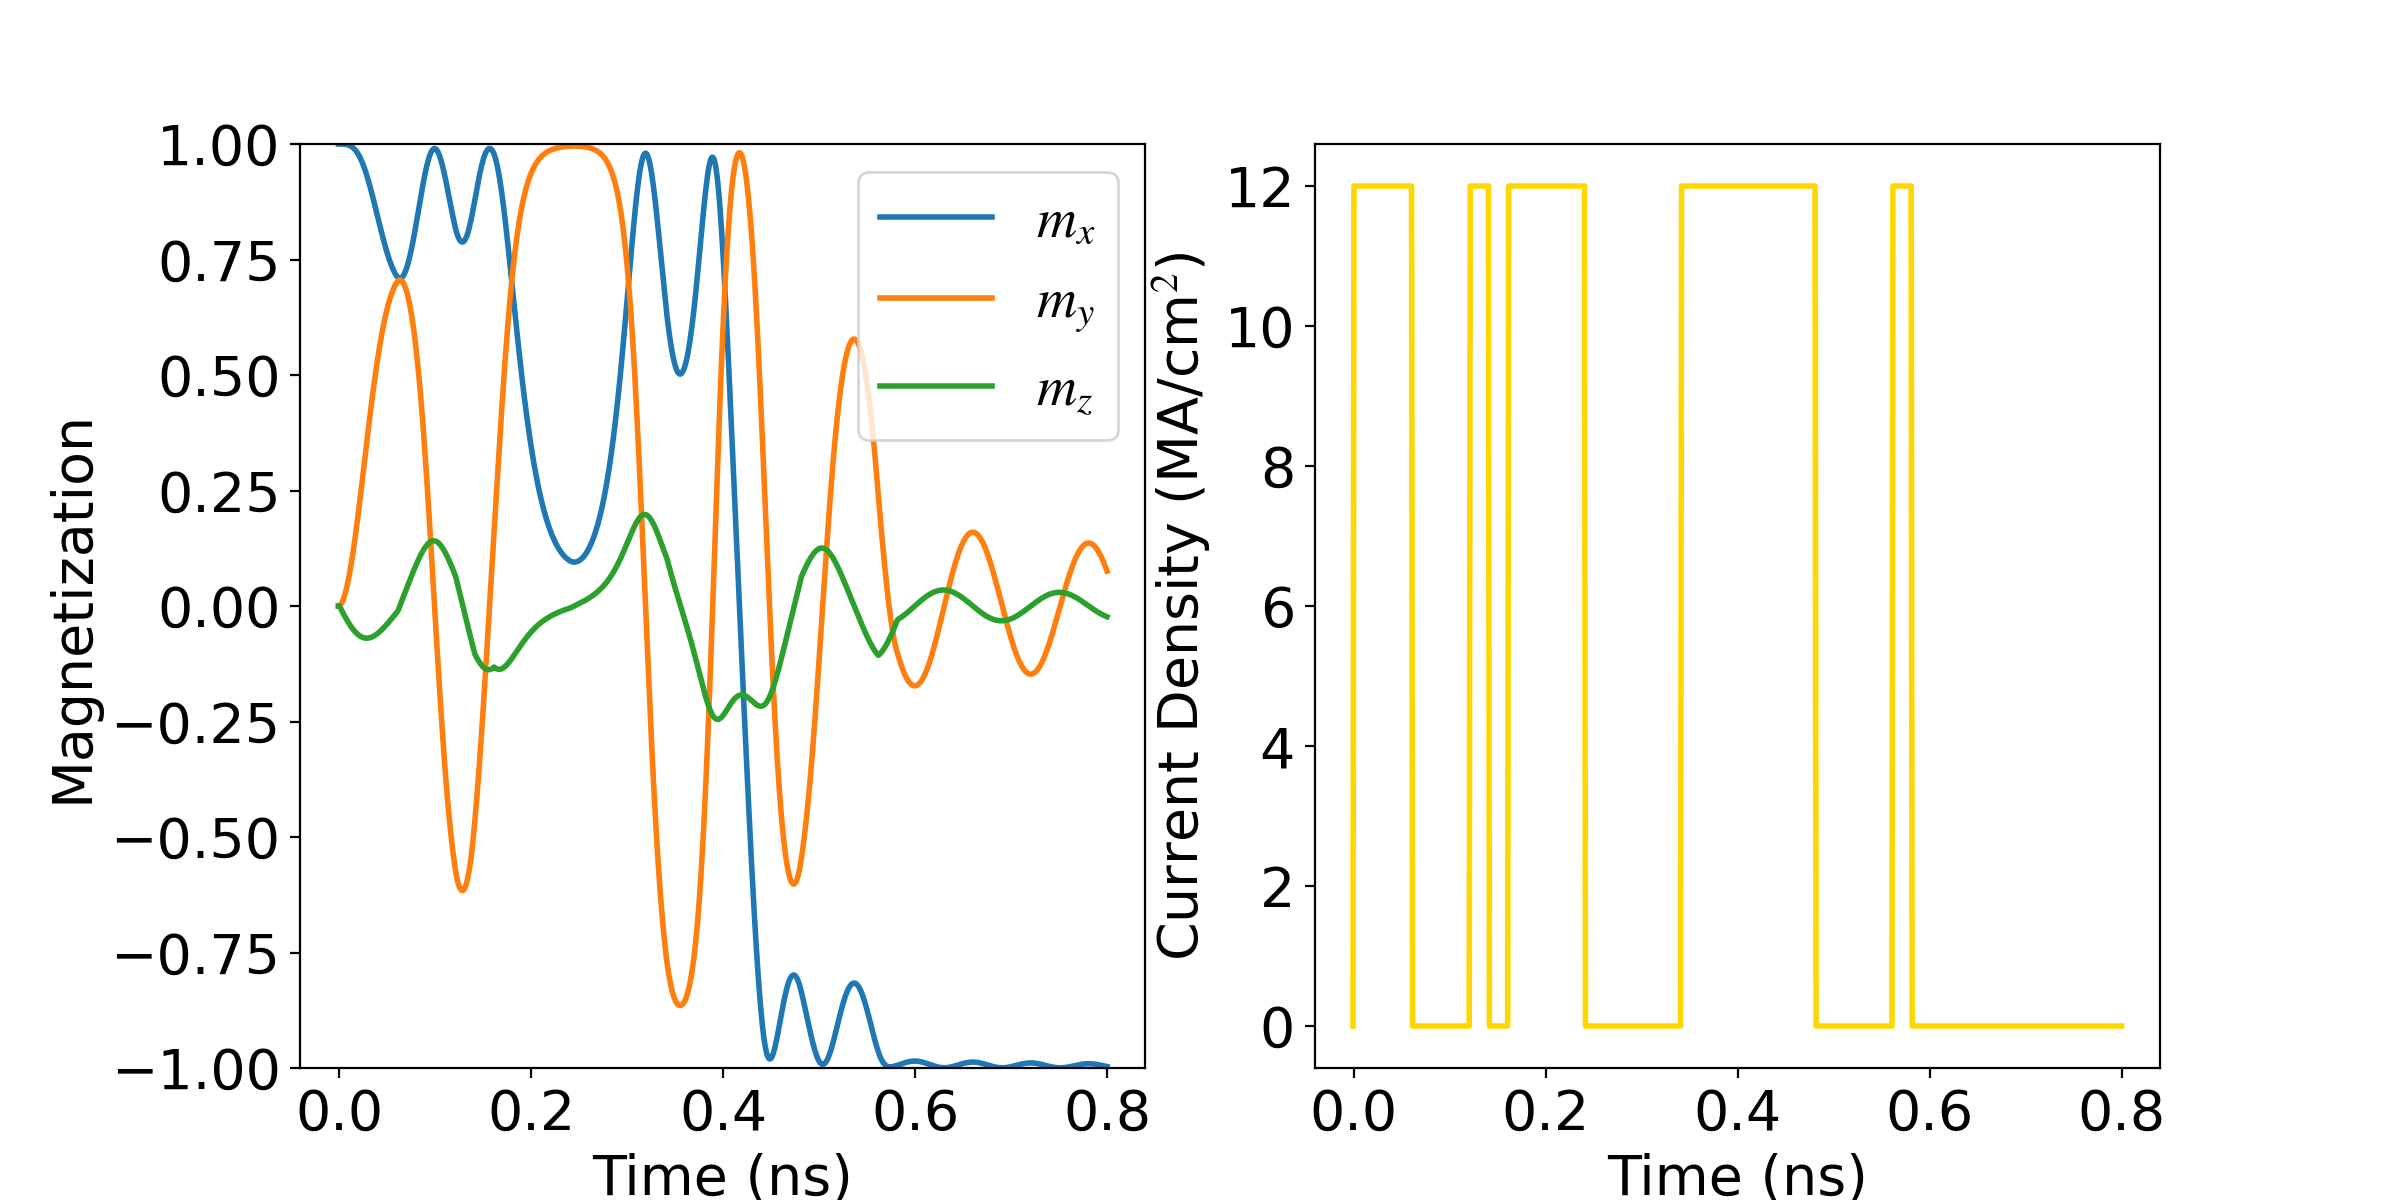 Magnetization
1.00
0.75
0.50
0.25
0.00
−0.25
−0.50
−0.75
−1.00
0.0 0.2 0.4 0.6 0.8
Time (ns)
m_x
m_y
m_z
Current Density (MA/cm²)
12
10
8
6
4
2
0
0.0 0.2 0.4 0.6 0.8
Time (ns)